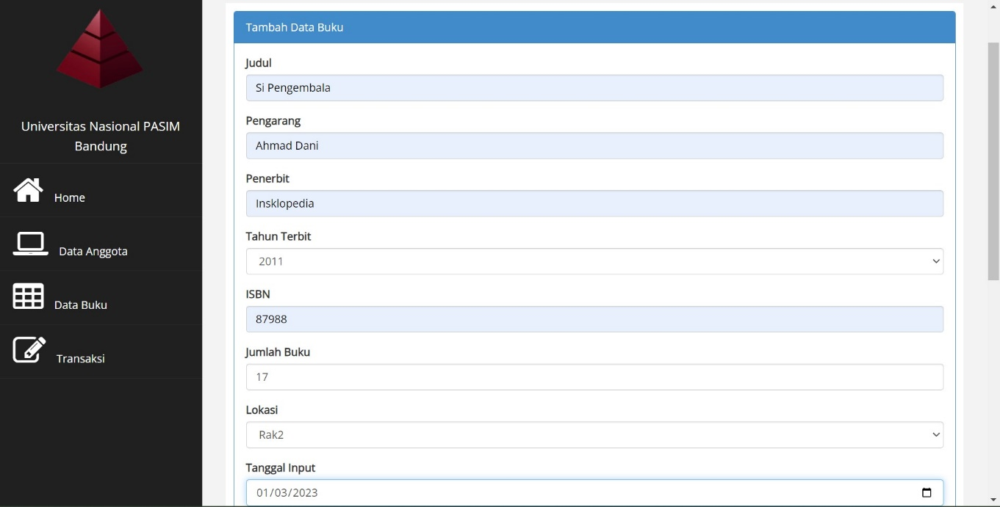 Universitas Nasional PASIM
Bandung
Home
Data Anggota
Data Buku
Transaksi
Tambah Data Buku
Judul
Si Pengembala
Pengarang
Ahmad Dani
Penerbit
Insklopedia
Tahun Terbit
2011
ISBN
87988
Jumlah Buku
17
Lokasi
Rak2
Tanggal Input
01/03/2023